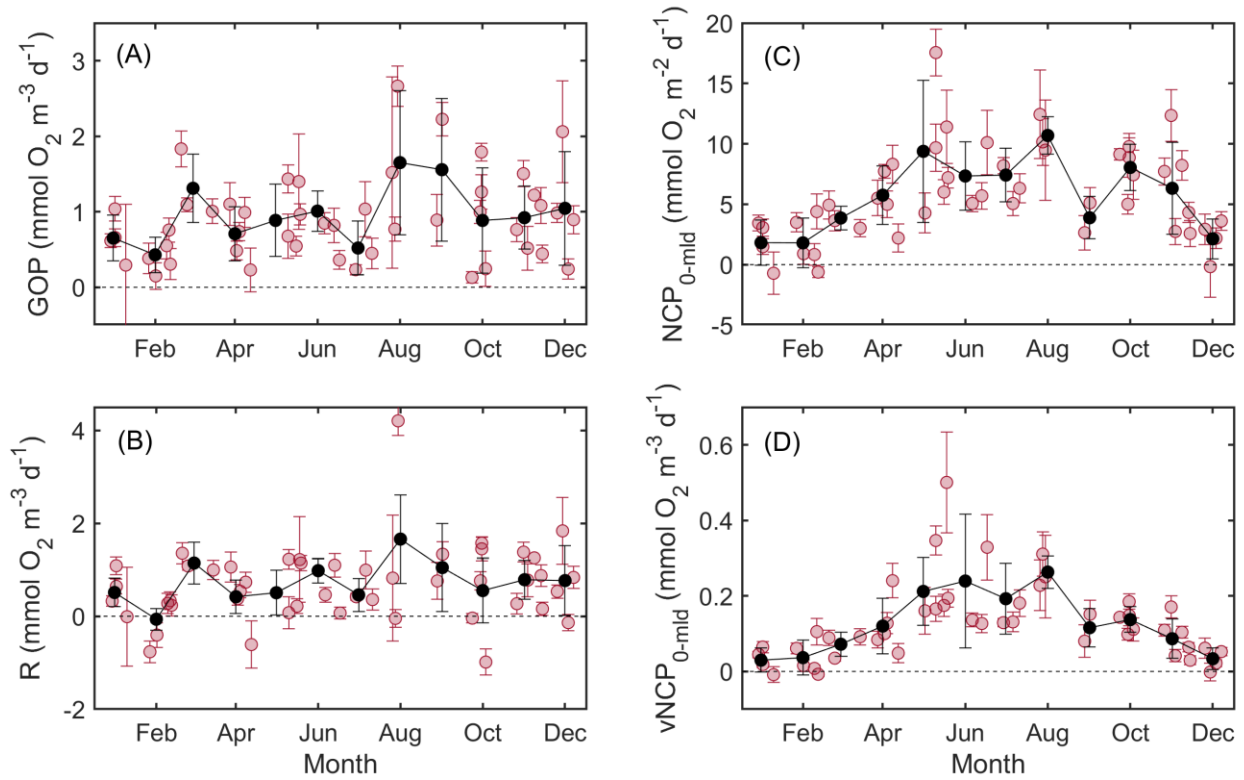 (A)
GOP (mmol O2 m-3 d-1)
3
2
1
0
Feb Apr Jun Aug Oct Dec
(C)
NCP0-mld (mmol O2 m-2 d-1)
20
15
10
5
0
-5
Feb Apr Jun Aug Oct Dec
(B)
R (mmol O2 m-3 d-1)
4
2
0
-2
Feb Apr Jun Aug Oct Dec
Month
(D)
vNCP0-mld (mmol O2 m-3 d-1)
0.6
0.4
0.2
0
Feb Apr Jun Aug Oct Dec
Month